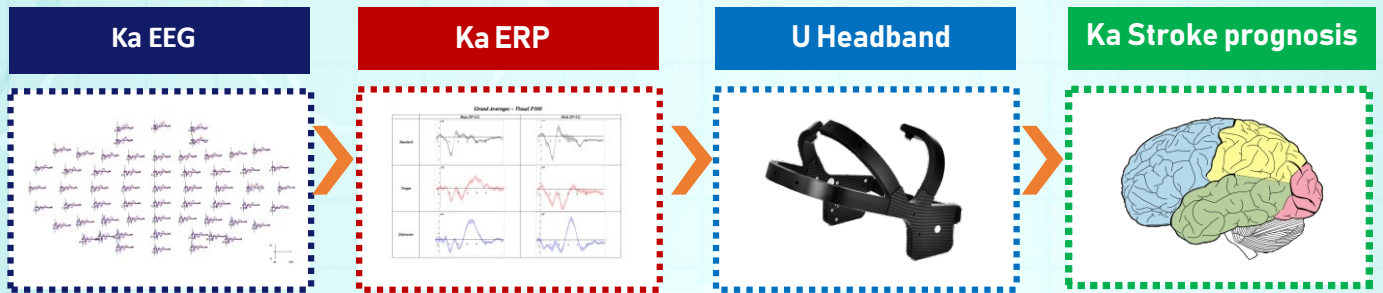 Ka EEG
Ka ERP
U Headband
Ka Stroke prognosis
Grand Averages – Visual P300
Standard
Target
Distractor